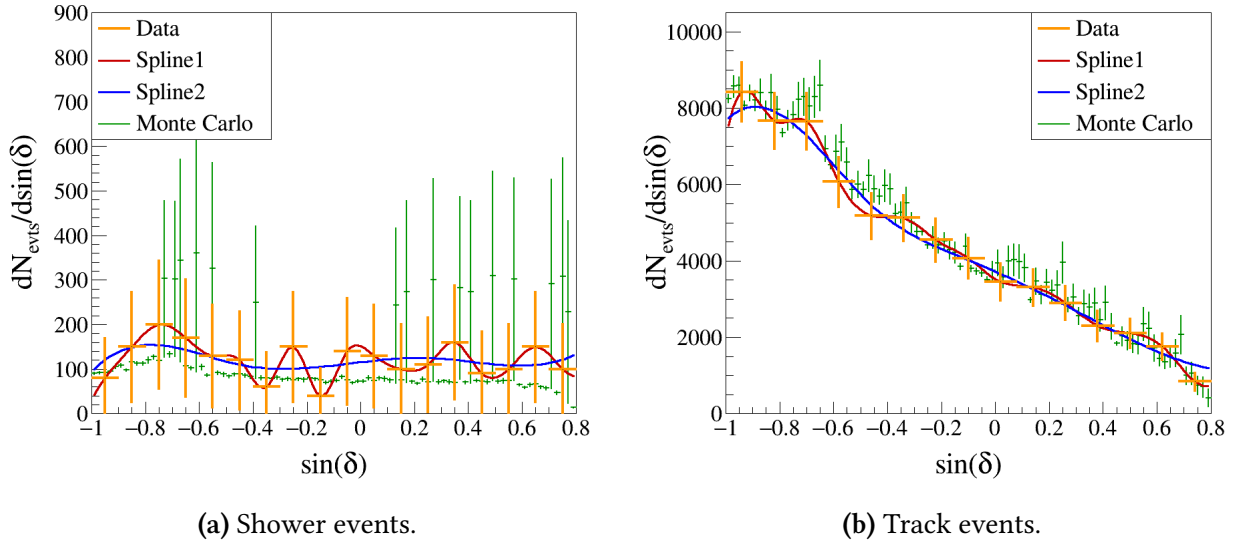 900
800
700
600
500
400
300
200
100
0
dN_evts/dsin(δ)
Data
Spline1
Spline2
Monte Carlo
−1 −0.8 −0.6 −0.4 −0.2 0 0.2 0.4 0.6 0.8
sin(δ)
(a) Shower events.
10000
8000
6000
4000
2000
0
dN_evts/dsin(δ)
Data
Spline1
Spline2
Monte Carlo
−1 −0.8 −0.6 −0.4 −0.2 0 0.2 0.4 0.6 0.8
sin(δ)
(b) Track events.